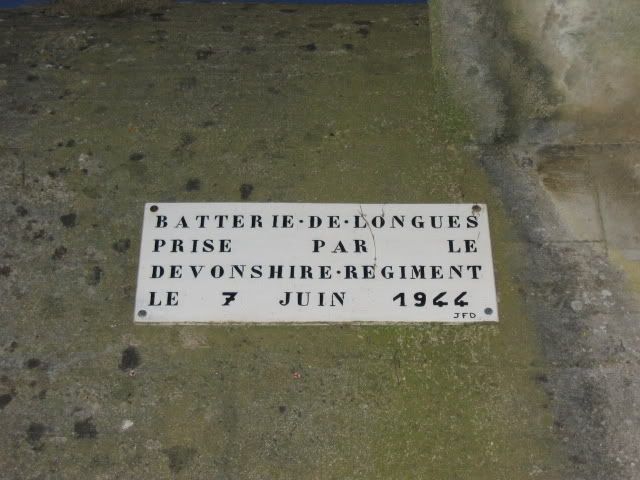 BATTERIE·DE·LONGUES
PRISE PAR LE
DEVONSHIRE·REGIMENT
LE 7 JUIN 1944
JFD